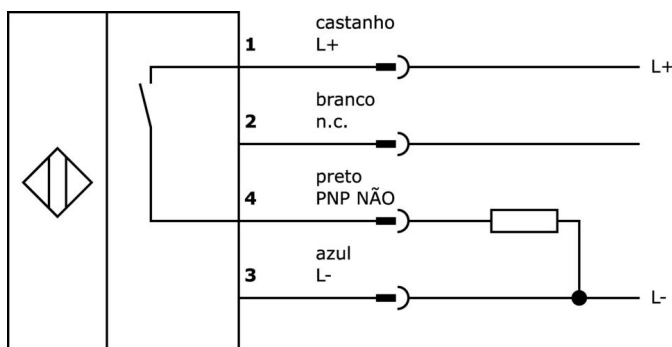 castanho
1 L+ L+
branco
2 n.c.
preto
4 PNP NÃO
azul
3 L- L-